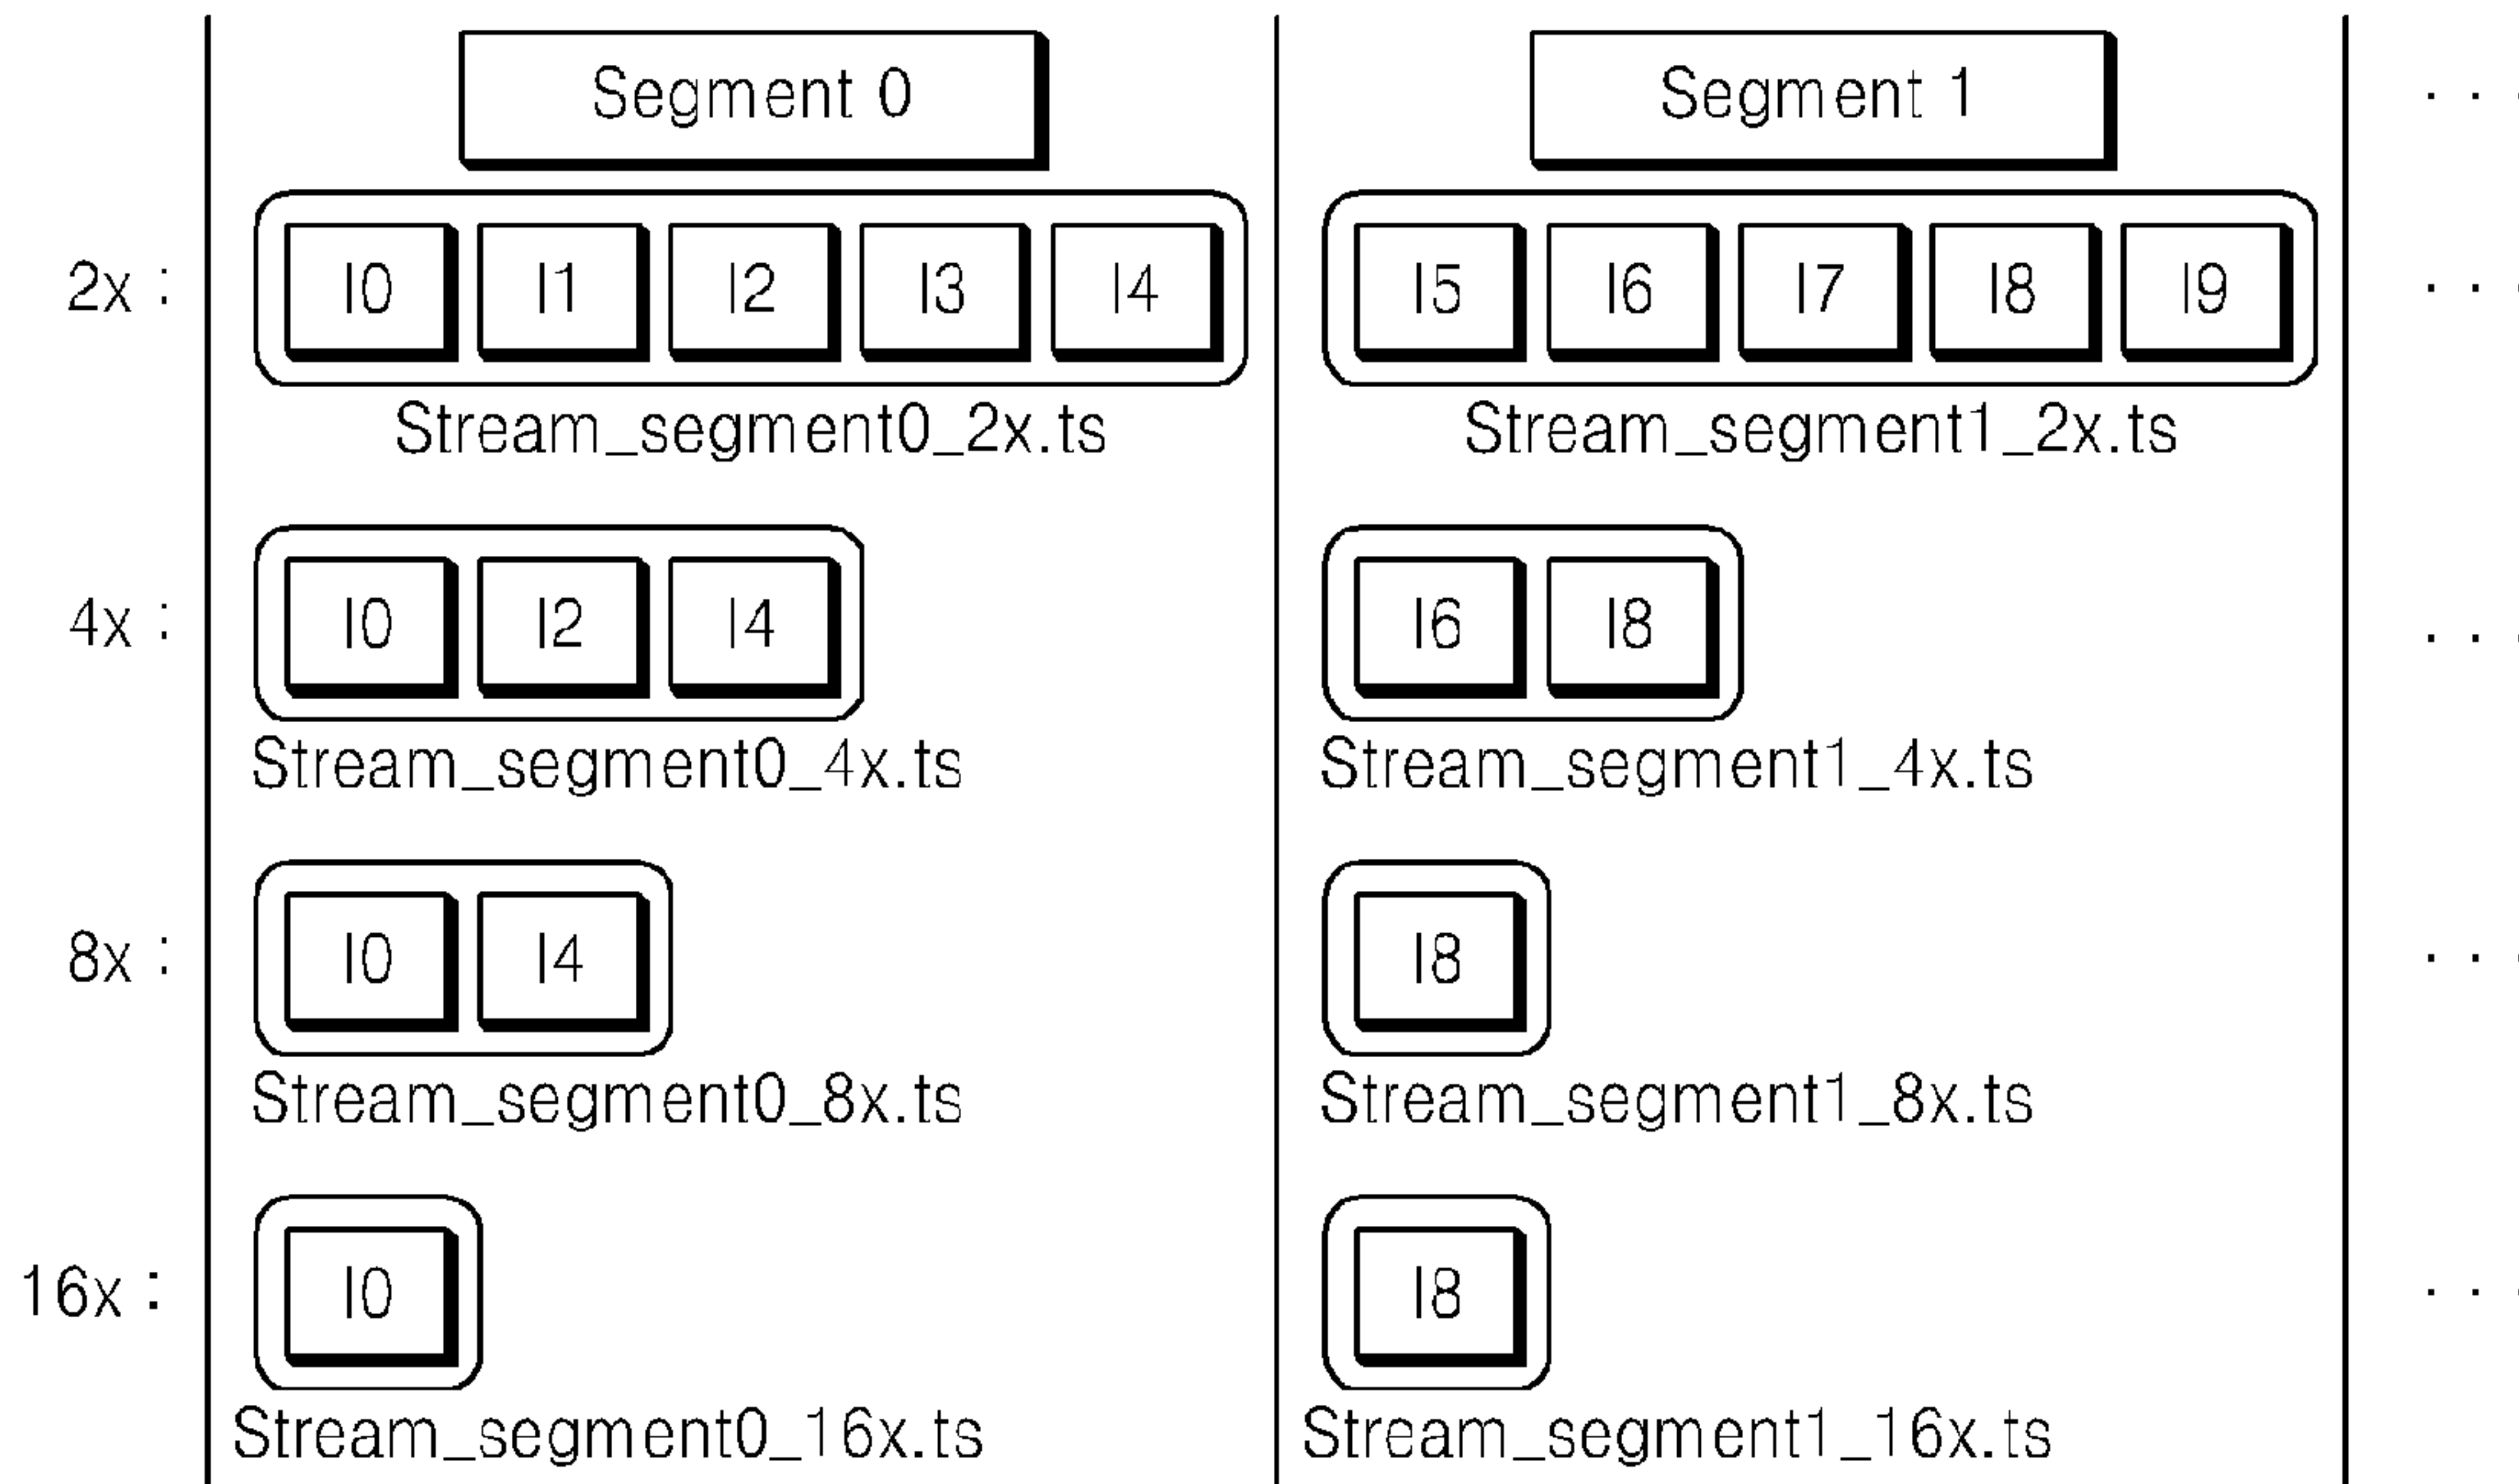 Segment 0 Segment 1 . . .
2x : I0 I1 I2 I3 I4 I5 I6 I7 I8 I9 . . .
Stream_segment0_2x.ts Stream_segment1_2x.ts
4x : I0 I2 I4 I6 I8 . . .
Stream_segment0_4x.ts Stream_segment1_4x.ts
8x : I0 I4 I8 . . .
Stream_segment0_8x.ts Stream_segment1_8x.ts
16x : I0 I8 . . .
Stream_segment0_16x.ts Stream_segment1_16x.ts